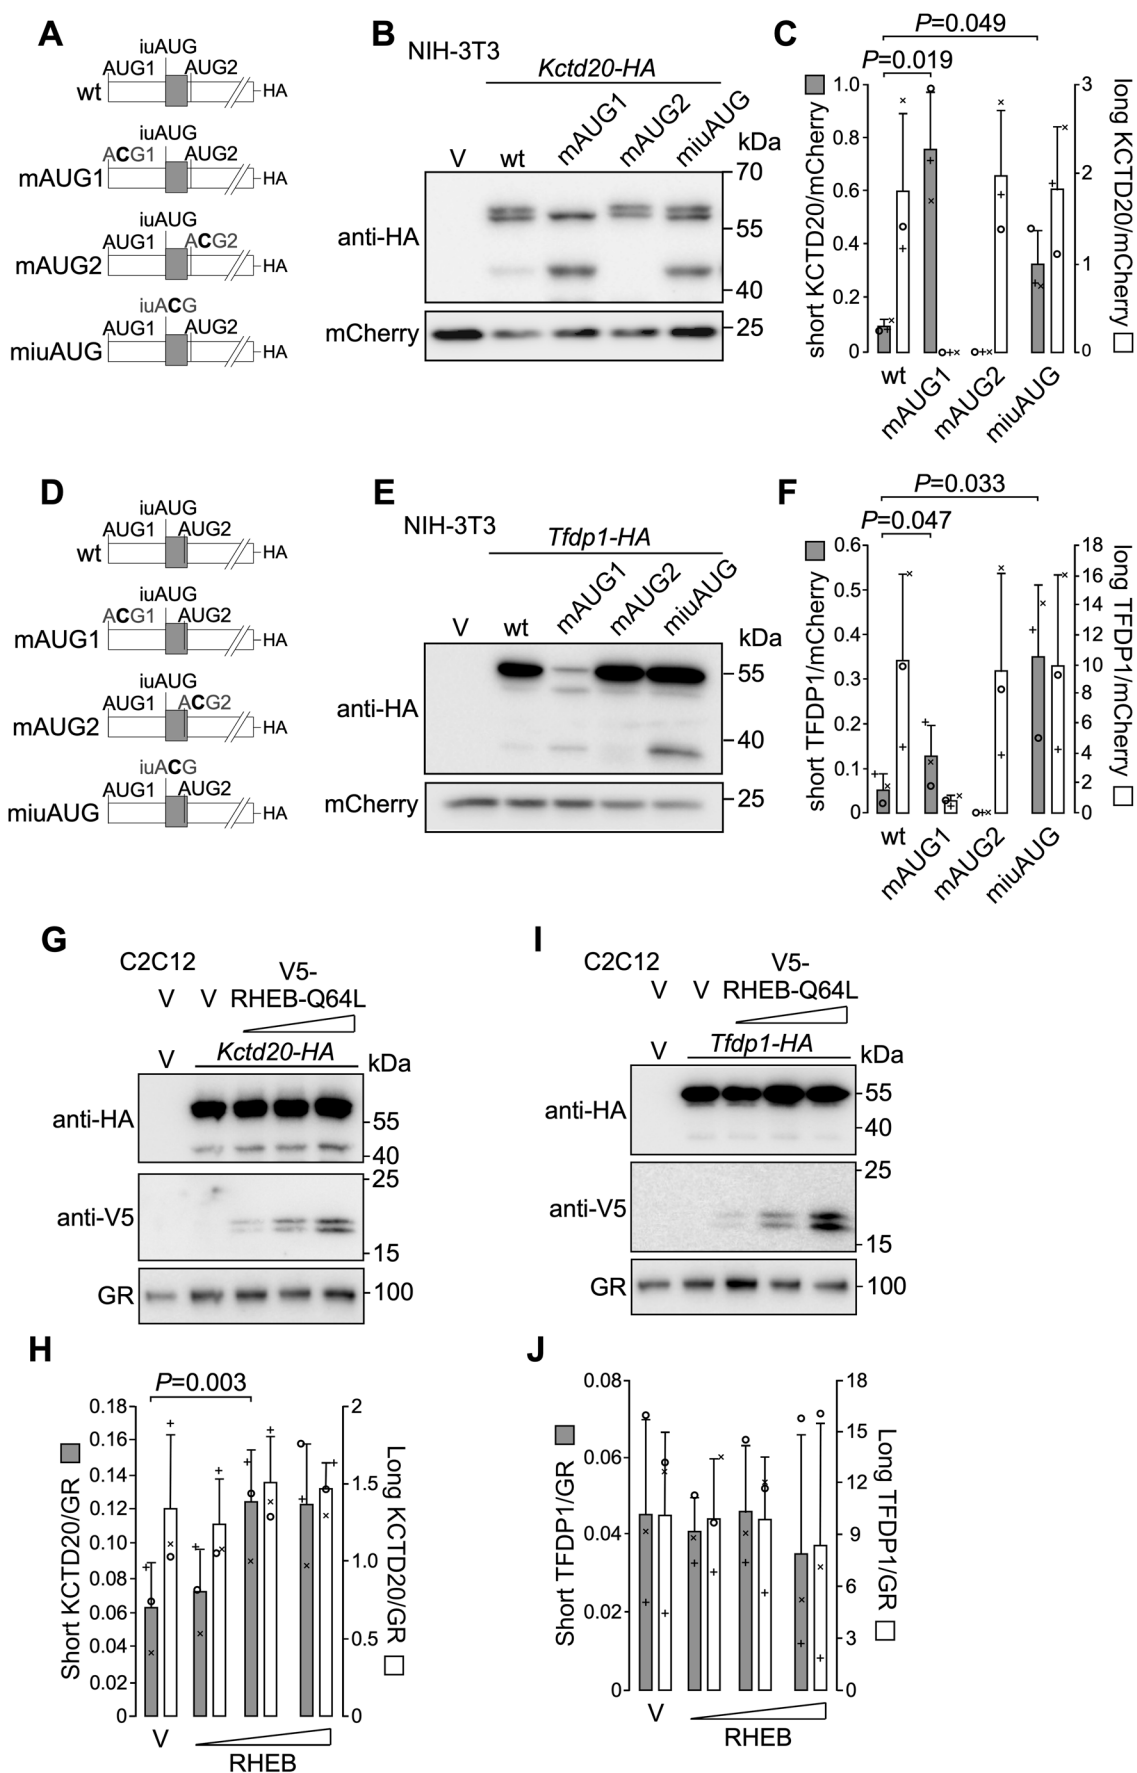 A
iuAUG
AUG1
AUG2
wt
HA
iuAUG
ACG1
AUG2
mAUG1
HA
iuAUG
AUG1
ACG2
mAUG2
HA
iuACG
AUG1
AUG2
miuAUG
HA
B
NIH-3T3
Kctd20-HA
V
wt
mAUG1
mAUG2
miuAUG
kDa
70
anti-HA
55
40
mCherry
25
C
P=0.049
P=0.019
short KCTD20/mCherry
1.0
0.8
0.6
0.4
0.2
0
3
2
1
0
long KCTD20/mCherry
wt
mAUG1
mAUG2
miuAUG
D
iuAUG
AUG1
AUG2
wt
HA
iuAUG
ACG1
AUG2
mAUG1
HA
iuAUG
AUG1
ACG2
mAUG2
HA
iuACG
AUG1
AUG2
miuAUG
HA
E
NIH-3T3
Tfdp1-HA
V
wt
mAUG1
mAUG2
miuAUG
kDa
55
anti-HA
40
mCherry
25
F
P=0.033
P=0.047
short TFDP1/mCherry
0.6
0.5
0.4
0.3
0.2
0.1
0
18
16
14
12
10
8
6
4
2
0
long TFDP1/mCherry
wt
mAUG1
mAUG2
miuAUG
G
C2C12
V5-
V
V
RHEB-Q64L
V
Kctd20-HA
kDa
anti-HA
55
40
25
anti-V5
15
GR
100
I
C2C12
V5-
V
V
RHEB-Q64L
V
Tfdp1-HA
kDa
55
anti-HA
40
25
anti-V5
15
GR
100
H
P=0.003
Short KCTD20/GR
0.18
0.16
0.14
0.12
0.10
0.08
0.06
0.04
0.02
0
2
1.5
1.0
0.5
0
Long KCTD20/GR
V
RHEB
J
Short TFDP1/GR
0.08
0.06
0.04
0.02
0
18
15
12
9
6
3
0
Long TFDP1/GR
V
RHEB